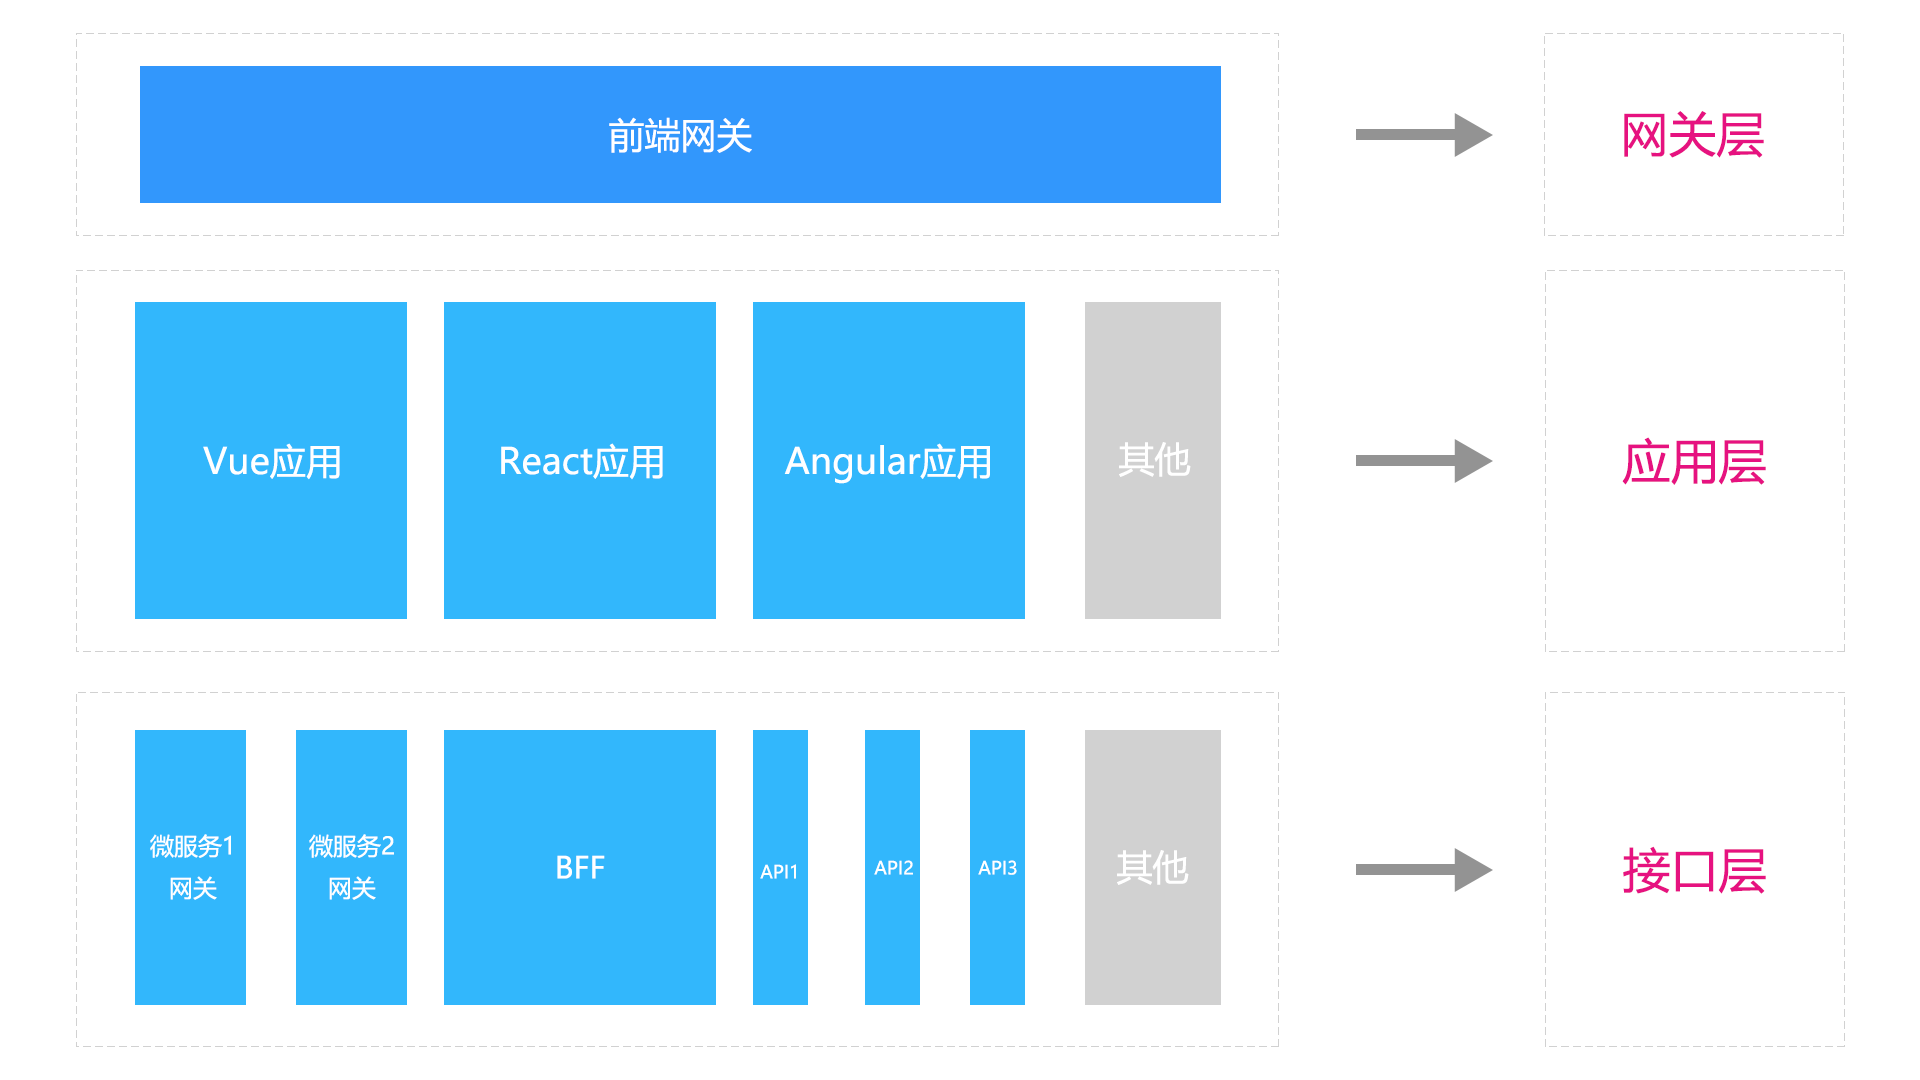 前端网关
网关层
Vue应用
React应用
Angular应用
其他
应用层
微服务1
网关
微服务2
网关
BFF
API1
API2
API3
其他
接口层